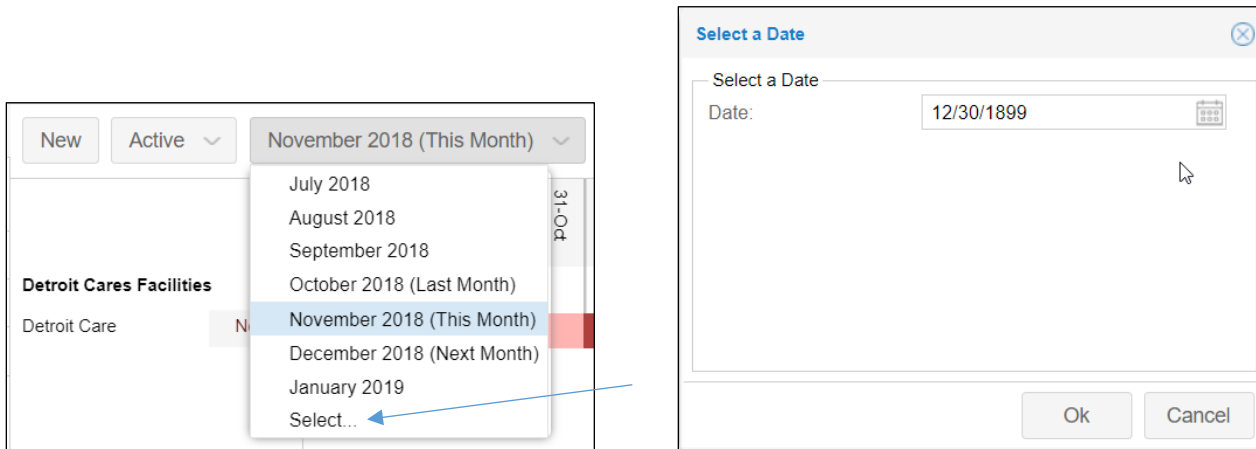 New
Active
November 2018 (This Month)
July 2018
August 2018
September 2018
October 2018 (Last Month)
November 2018 (This Month)
December 2018 (Next Month)
January 2019
Select...
31-Oct
Detroit Cares Facilities
Detroit Care
Select a Date
Select a Date
Date:
12/30/1899
Ok
Cancel